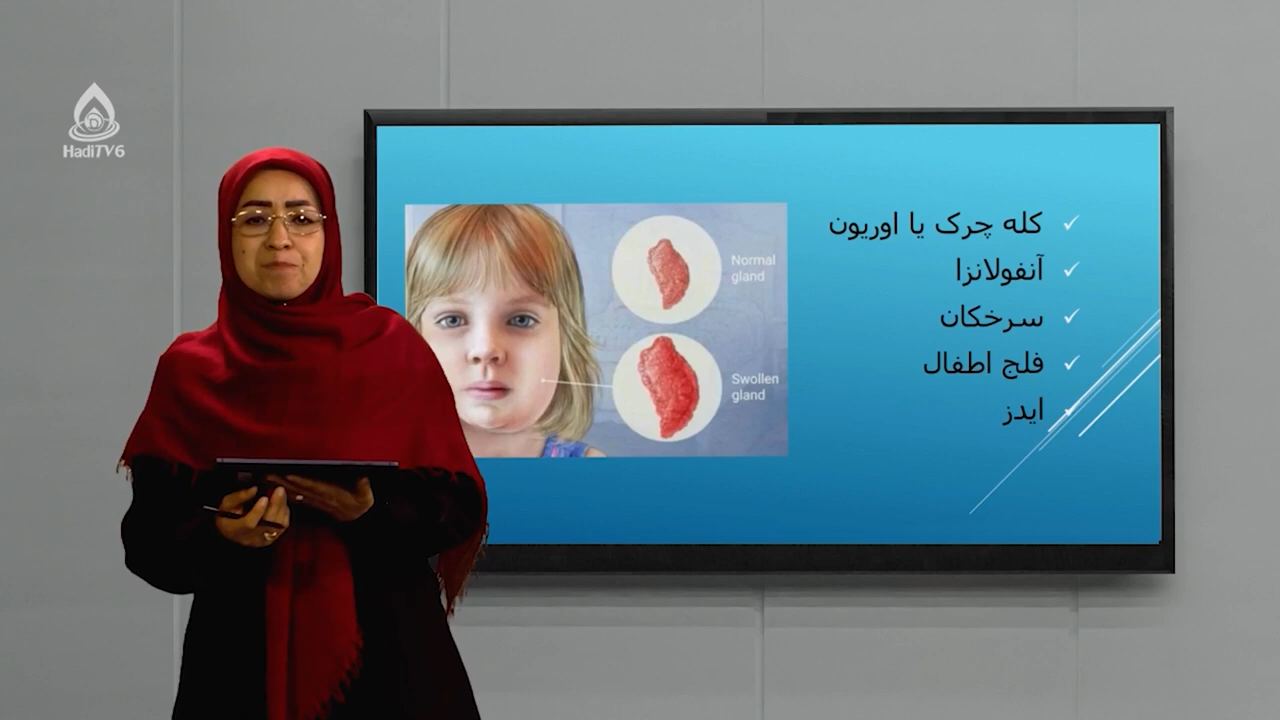 HadiTV6
کله چرک یا اوریون
آنفولانزا
سرخکان
فلج اطفال
ایدز
Normal
gland
Swollen
gland